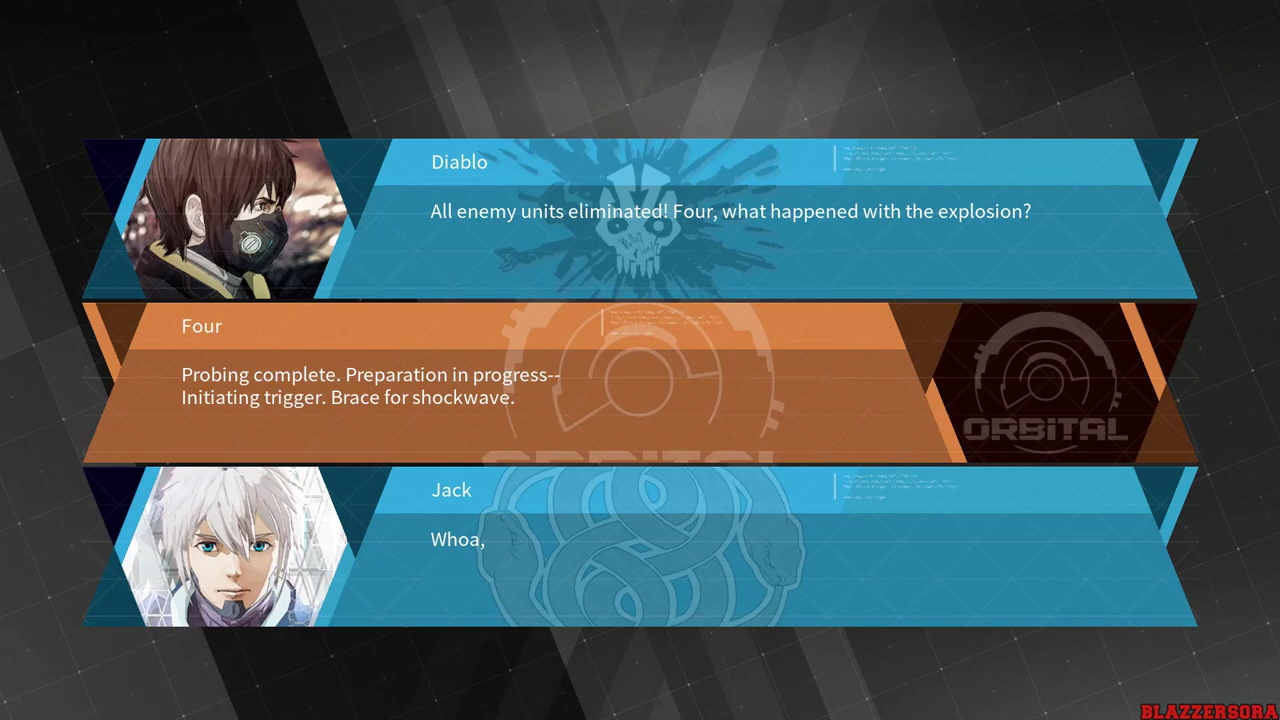 Diablo
All enemy units eliminated! Four, what happened with the explosion?
Four
Probing complete. Preparation in progress--
Initiating trigger. Brace for shockwave.
ORBITAL
ORBITAL
Jack
Whoa,
BLAZZERSORA